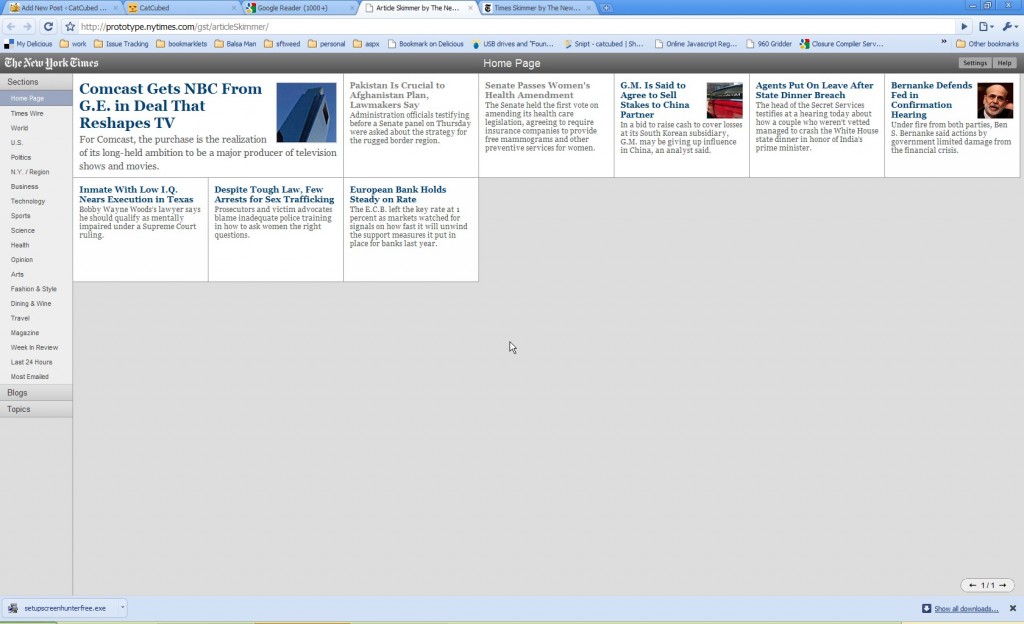 Add New Post ‹ CatCubed ...
CatCubed
Google Reader (1000+)
Article Skimmer by The Ne...
Times Skimmer by The New...
http://prototype.nytimes.com/gst/articleSkimmer/
My Delicious
work
Issue Tracking
bookmarklets
Balsa Man
sftweed
personal
aspx
Bookmark on Delicious
USB drives and "Foun...
Snipt - catcubed | Sh...
Online Javascript Reg...
960 Gridder
Closure Compiler Serv...
»
Other bookmarks
The New York Times
Home Page
Settings
Help
Sections
Home Page
Times Wire
World
U.S.
Politics
N.Y. / Region
Business
Technology
Sports
Science
Health
Opinion
Arts
Fashion & Style
Dining & Wine
Travel
Magazine
Week In Review
Last 24 Hours
Most Emailed
Blogs
Topics
Comcast Gets NBC From
G.E. in Deal That
Reshapes TV
For Comcast, the purchase is the realization
of its long-held ambition to be a major producer of television
shows and movies.
Pakistan Is Crucial to
Afghanistan Plan,
Lawmakers Say
Administration officials testifying
before a Senate panel on Thursday
were asked about the strategy for
the rugged border region.
Senate Passes Women's
Health Amendment
The Senate held the first vote on
amending its health care
legislation, agreeing to require
insurance companies to provide
free mammograms and other
preventive services for women.
G.M. Is Said to
Agree to Sell
Stakes to China
Partner
In a bid to raise cash to cover losses
at its South Korean subsidiary,
G.M. may be giving up influence
in China, an analyst said.
Agents Put On Leave After
State Dinner Breach
The head of the Secret Services
testifies at a hearing today about
how a couple who weren't vetted
managed to crash the White House
state dinner in honor of India's
prime minister.
Bernanke Defends
Fed in
Confirmation
Hearing
Under fire from both parties, Ben
S. Bernanke said actions by
government limited damage from
the financial crisis.
Inmate With Low I.Q.
Nears Execution in Texas
Bobby Wayne Woods's lawyer says
he should qualify as mentally
impaired under a Supreme Court
ruling.
Despite Tough Law, Few
Arrests for Sex Trafficking
Prosecutors and victim advocates
blame inadequate police training
in how to ask women the right
questions.
European Bank Holds
Steady on Rate
The E.C.B. left the key rate at 1
percent as markets watched for
signals on how fast it will unwind
the support measures it put in
place for banks last year.
← 1 / 1 →
setupscreenhunterfree.exe
Show all downloads...